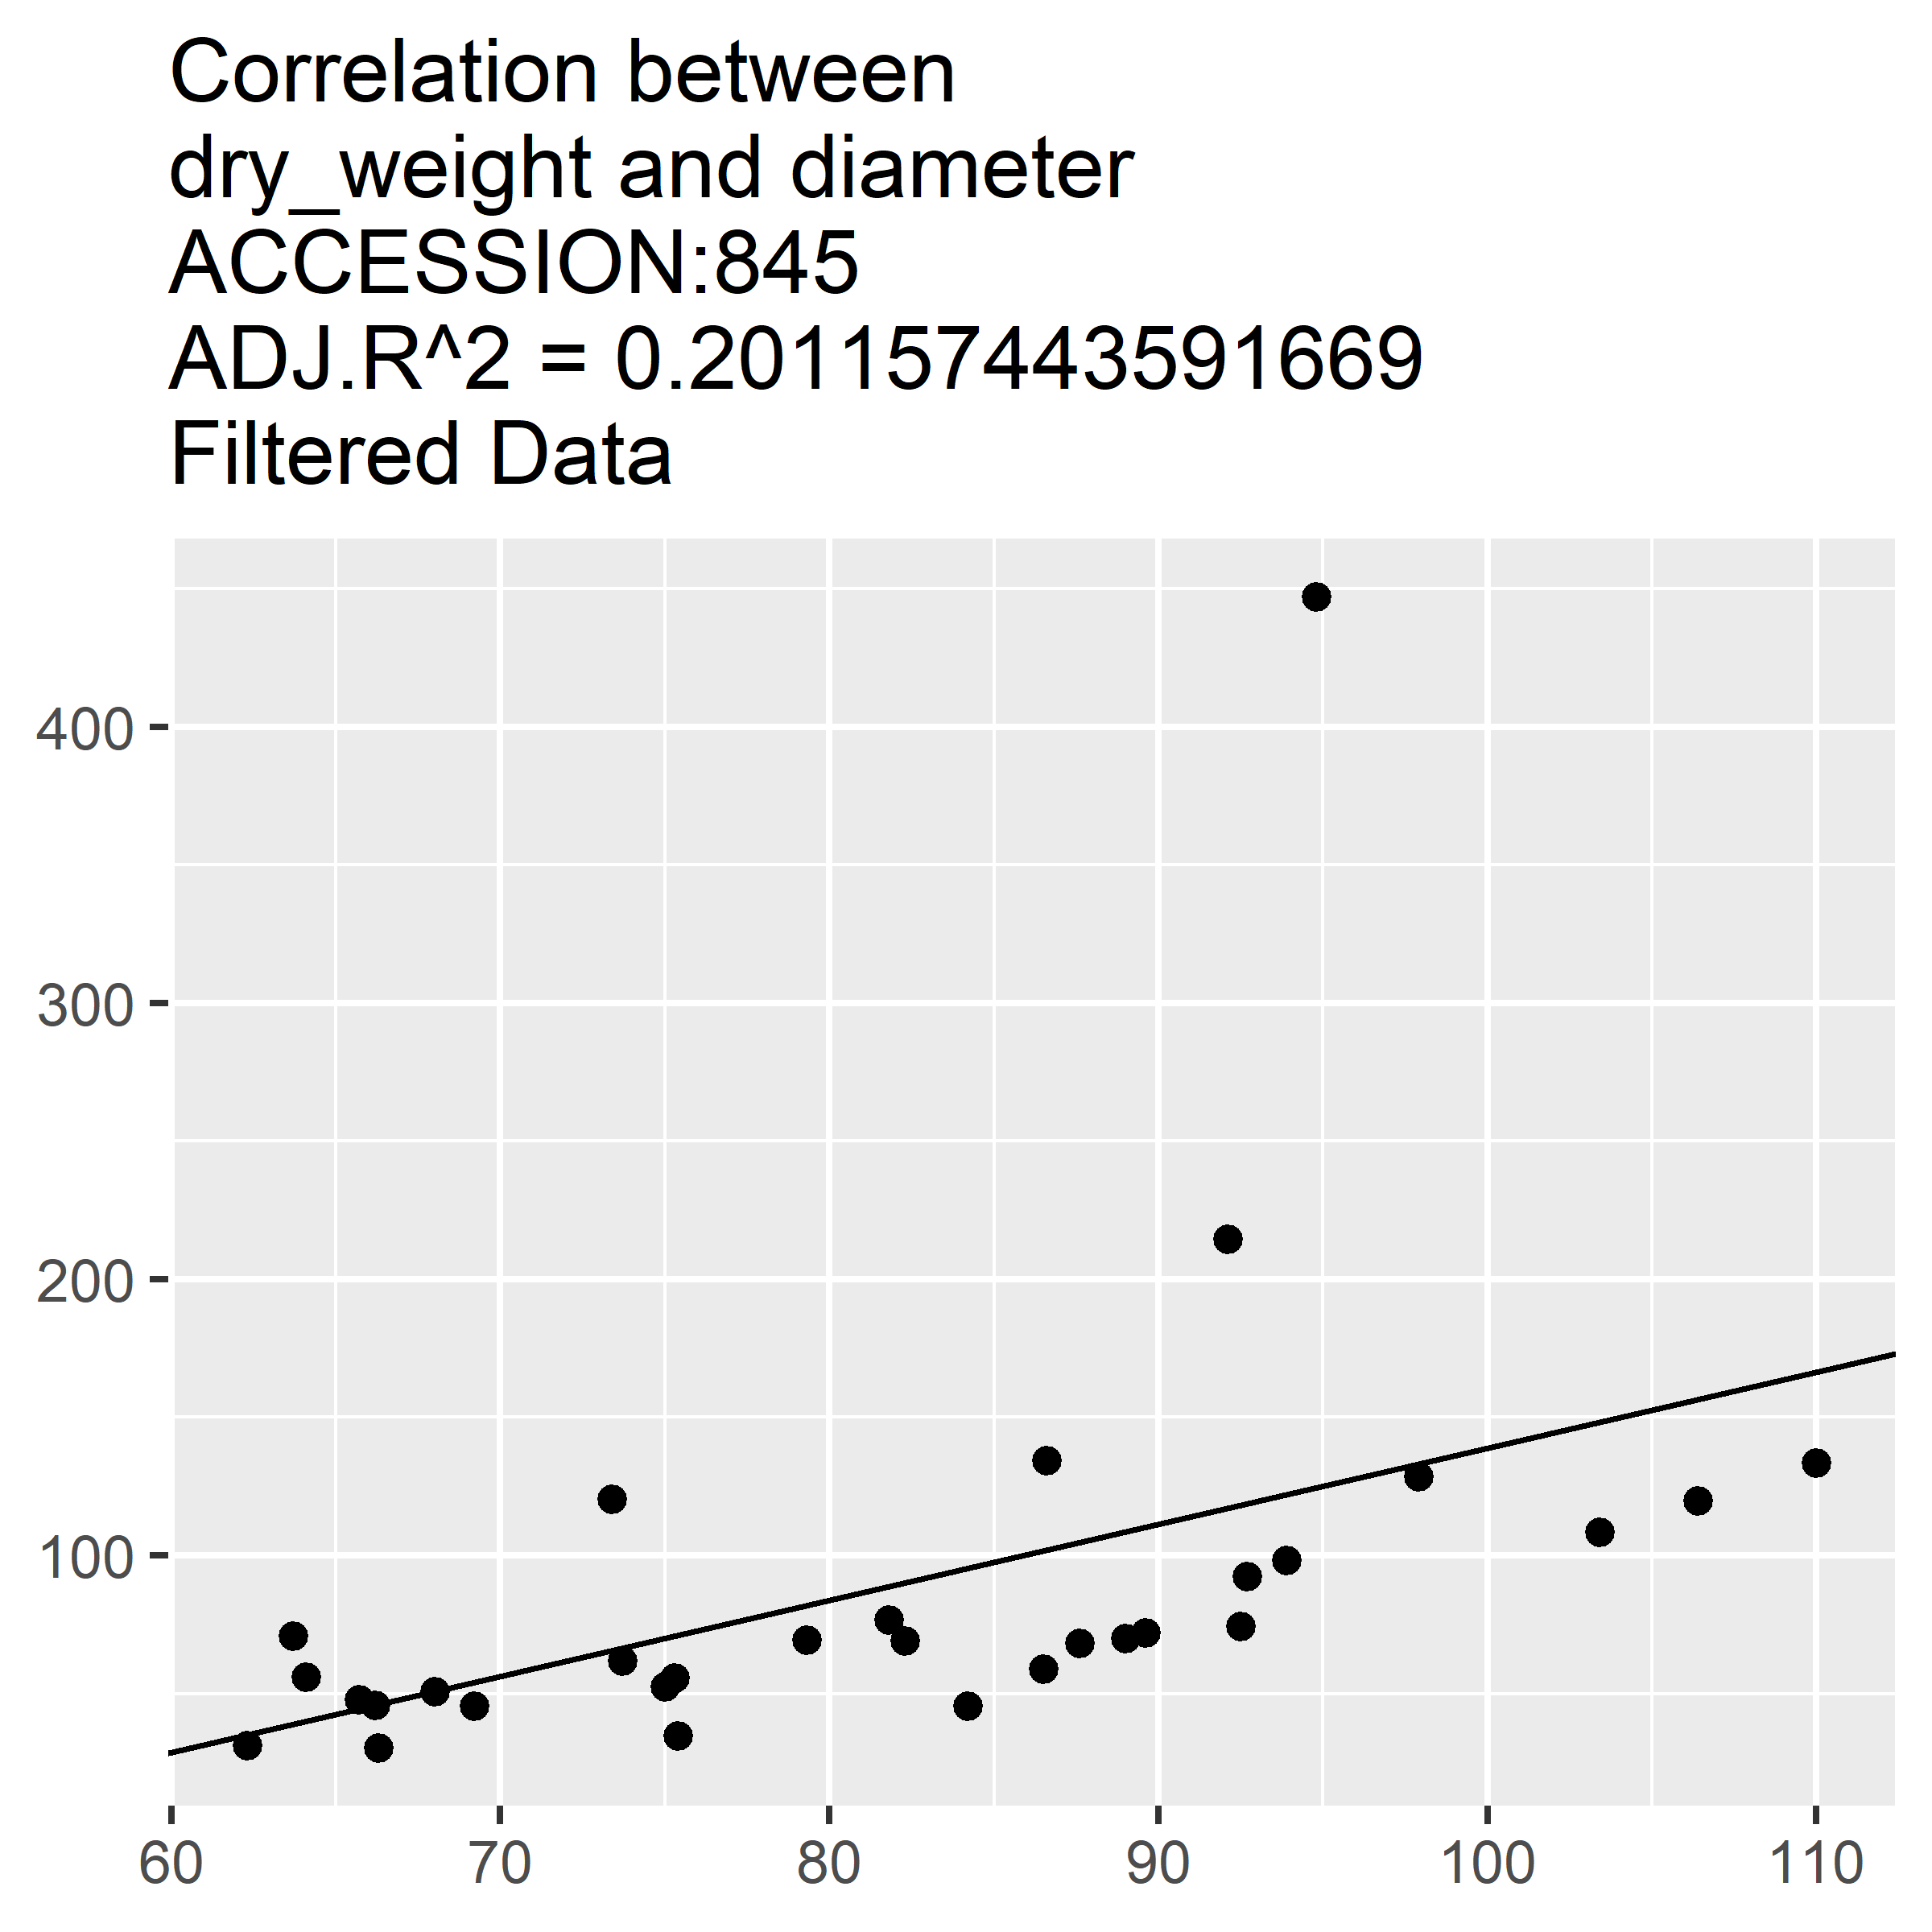 Correlation between
dry_weight and diameter
ACCESSION:845
ADJ.R^2 = 0.201157443591669
Filtered Data
400
300
200
100
60 70 80 90 100 110